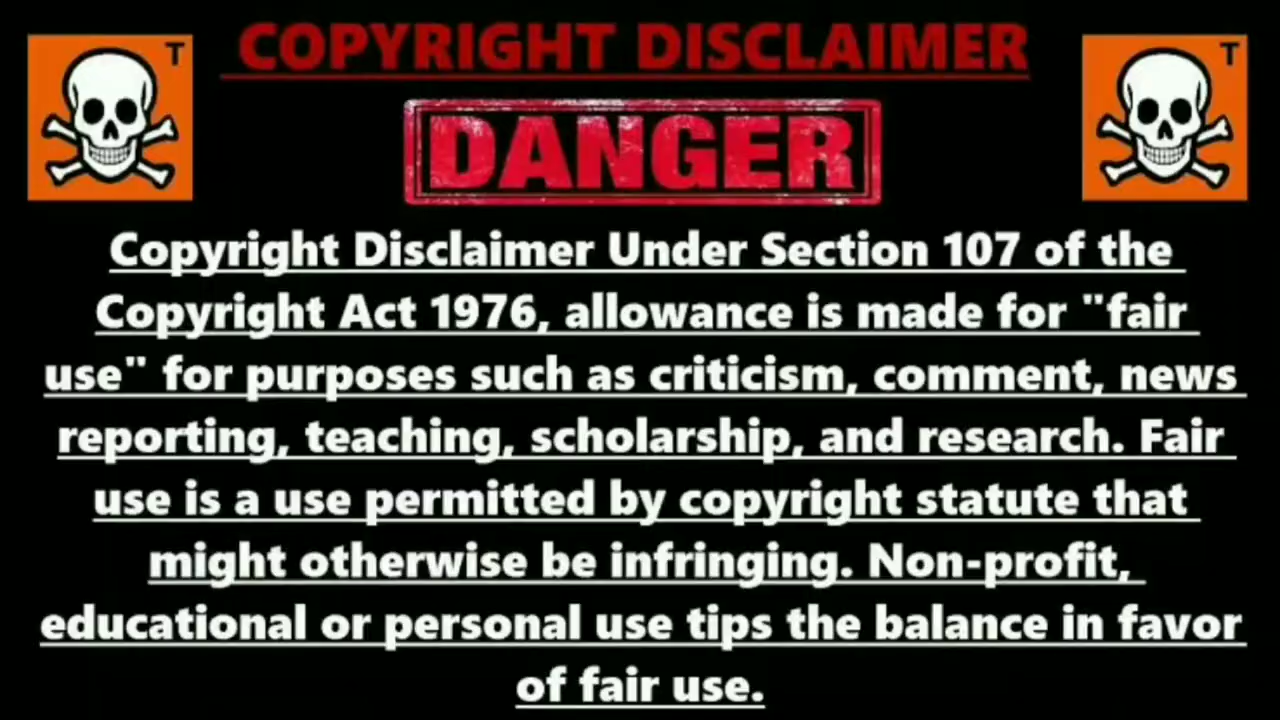 T
COPYRIGHT DISCLAIMER
T
DANGER
Copyright Disclaimer Under Section 107 of the
Copyright Act 1976, allowance is made for "fair
use" for purposes such as criticism, comment, news
reporting, teaching, scholarship, and research. Fair
use is a use permitted by copyright statute that
might otherwise be infringing. Non-profit,
educational or personal use tips the balance in favor
of fair use.